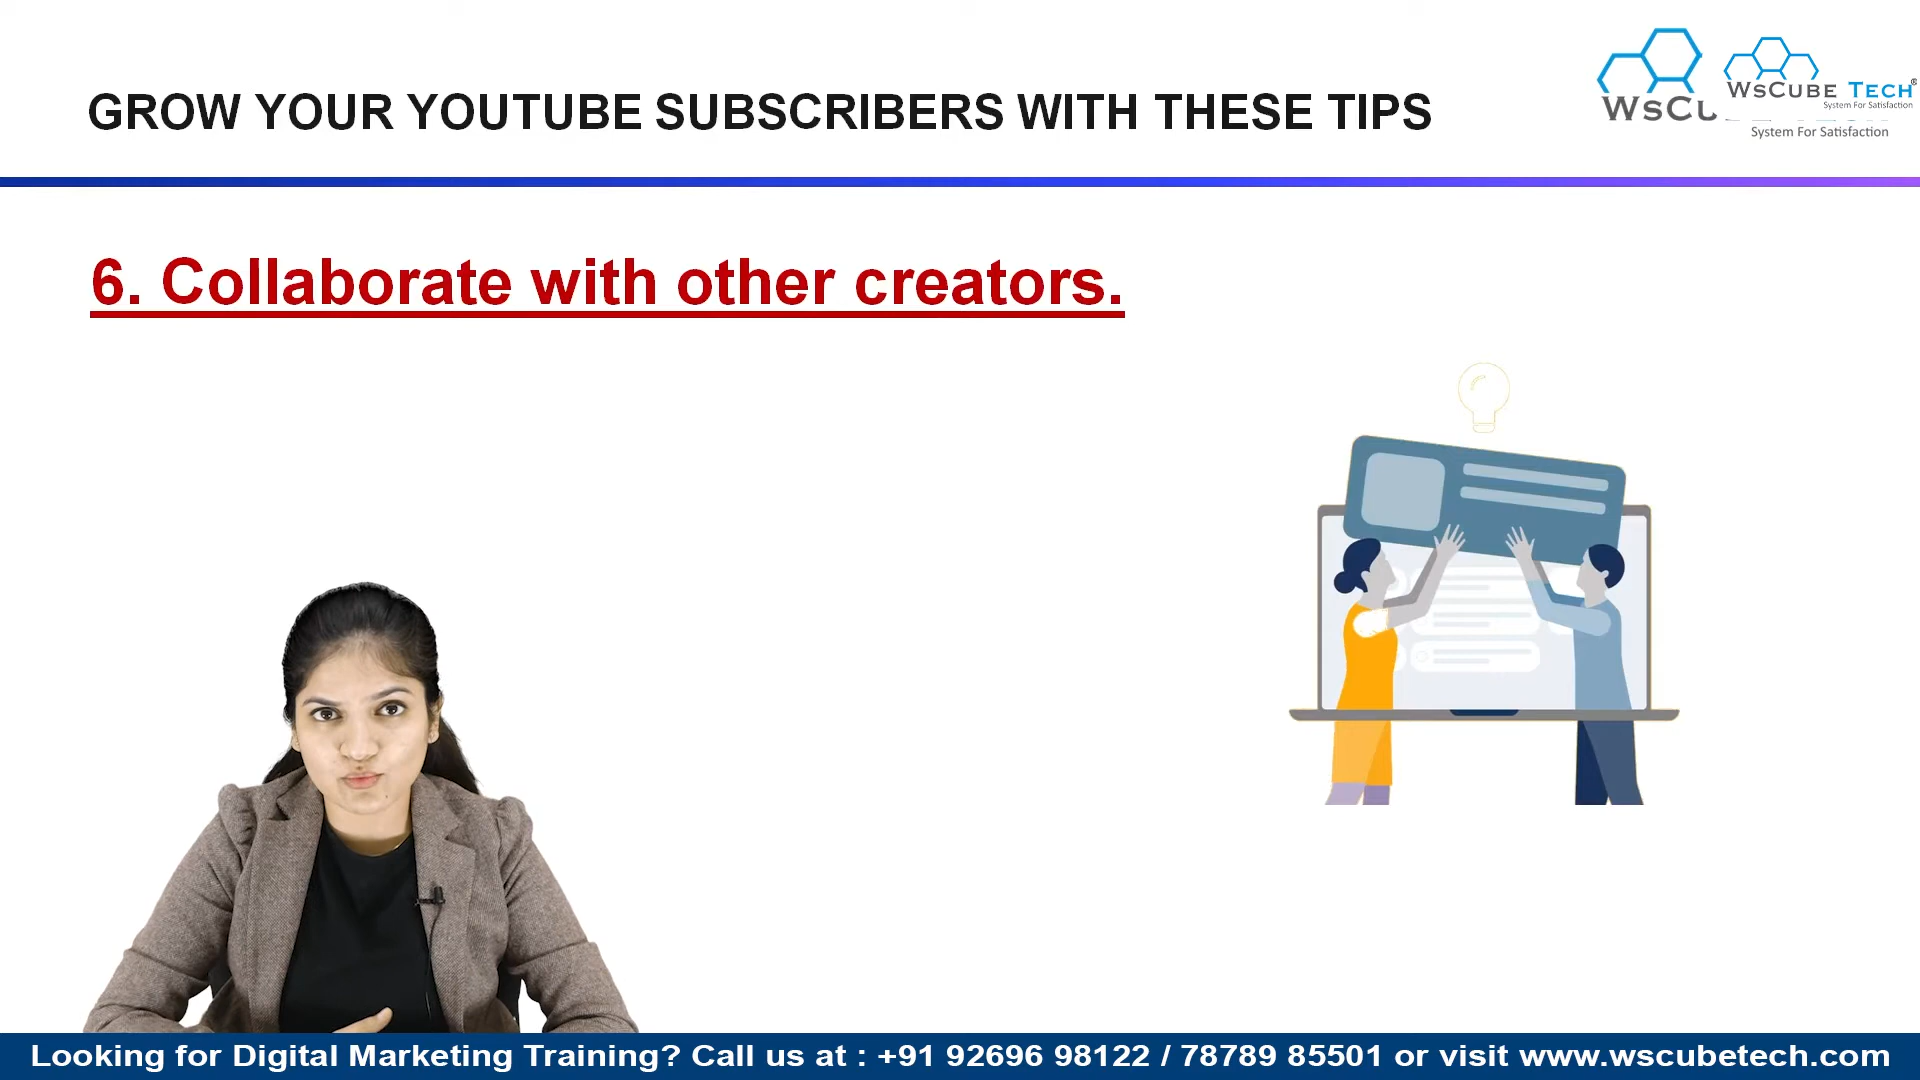 GROW YOUR YOUTUBE SUBSCRIBERS WITH THESE TIPS
WSCUBE TECH
System For Satisfaction
WSCU
System For Satisfaction
6. Collaborate with other creators.
Looking for Digital Marketing Training? Call us at : +91 92696 98122 / 78789 85501 or visit www.wscubetech.com